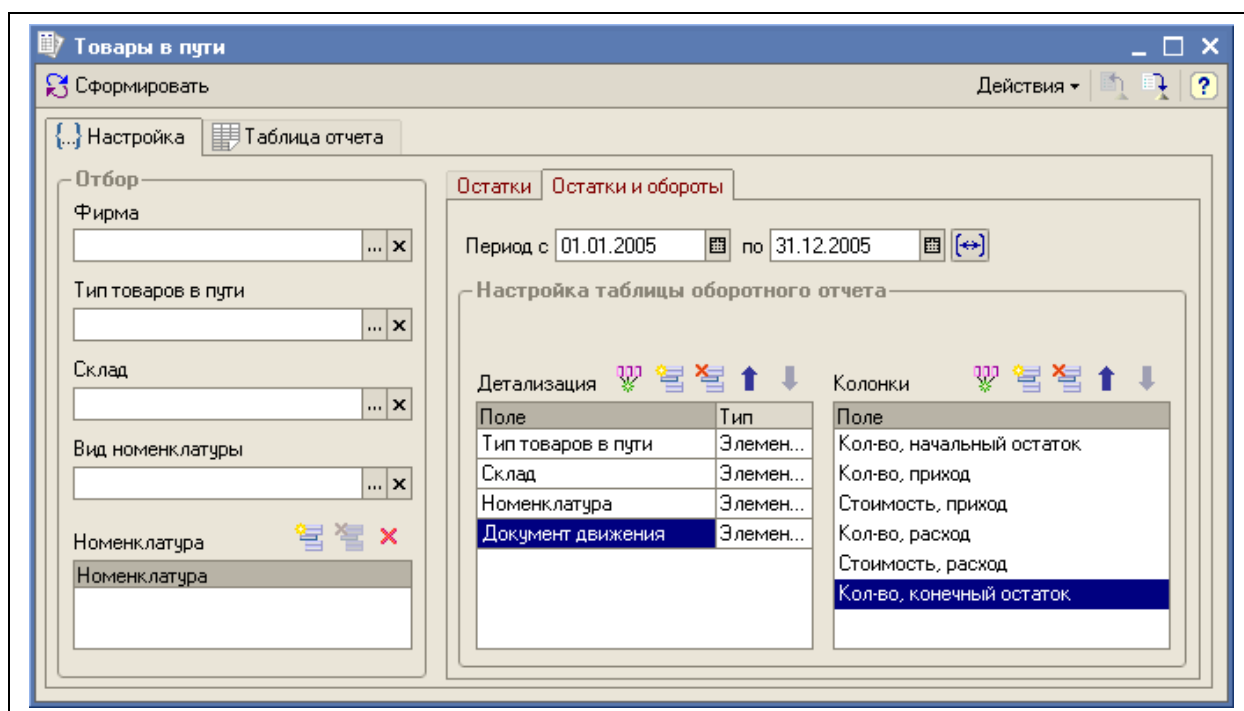 Товары в пути
Сформировать
Действия
Настройка
Таблица отчета
Отбор
Фирма
Тип товаров в пути
Склад
Вид номенклатуры
Номенклатура
Номенклатура
Остатки
Остатки и обороты
Период с 01.01.2005 по 31.12.2005
Настройка таблицы оборотного отчета
Детализация
Поле Тип
Тип товаров в пути Элемен...
Склад Элемен...
Номенклатура Элемен...
Документ движения Элемен...
Колонки
Поле
Кол-во, начальный остаток
Кол-во, приход
Стоимость, приход
Кол-во, расход
Стоимость, расход
Кол-во, конечный остаток